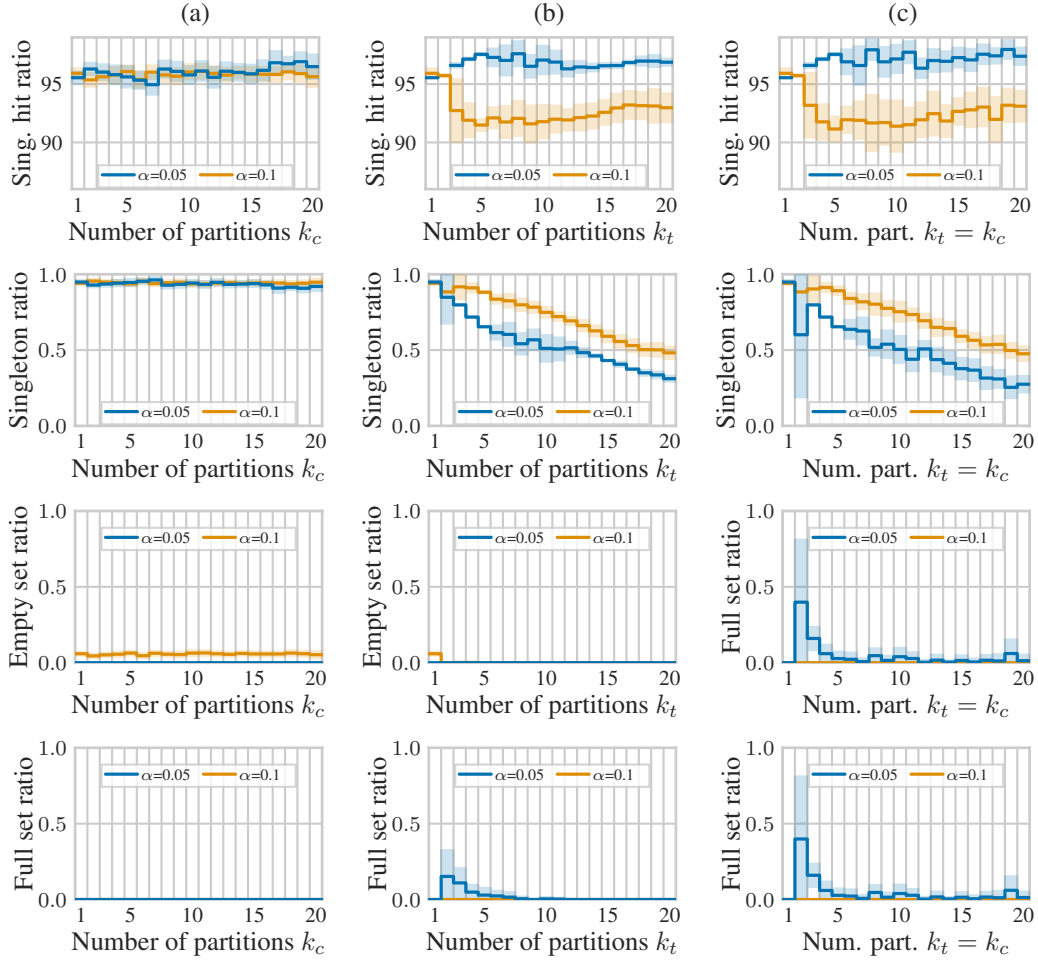 (a) (b) (c)
Sing. hit ratio
95
90
α=0.05 α=0.1
1 5 10 15 20
Number of partitions k_c
Sing. hit ratio
95
90
α=0.05 α=0.1
1 5 10 15 20
Number of partitions k_t
Sing. hit ratio
95
90
α=0.05 α=0.1
1 5 10 15 20
Num. part. k_t = k_c
Singleton ratio
1.0
0.5
0.0
α=0.05 α=0.1
1 5 10 15 20
Number of partitions k_c
Singleton ratio
1.0
0.5
0.0
α=0.05 α=0.1
1 5 10 15 20
Number of partitions k_t
Singleton ratio
1.0
0.5
0.0
α=0.05 α=0.1
1 5 10 15 20
Num. part. k_t = k_c
Empty set ratio
1.0
0.5
0.0
α=0.05 α=0.1
1 5 10 15 20
Number of partitions k_c
Empty set ratio
1.0
0.5
0.0
α=0.05 α=0.1
1 5 10 15 20
Number of partitions k_t
Full set ratio
1.0
0.5
0.0
α=0.05 α=0.1
1 5 10 15 20
Num. part. k_t = k_c
Full set ratio
1.0
0.5
0.0
α=0.05 α=0.1
1 5 10 15 20
Number of partitions k_c
Full set ratio
1.0
0.5
0.0
α=0.05 α=0.1
1 5 10 15 20
Number of partitions k_t
Full set ratio
1.0
0.5
0.0
α=0.05 α=0.1
1 5 10 15 20
Num. part. k_t = k_c